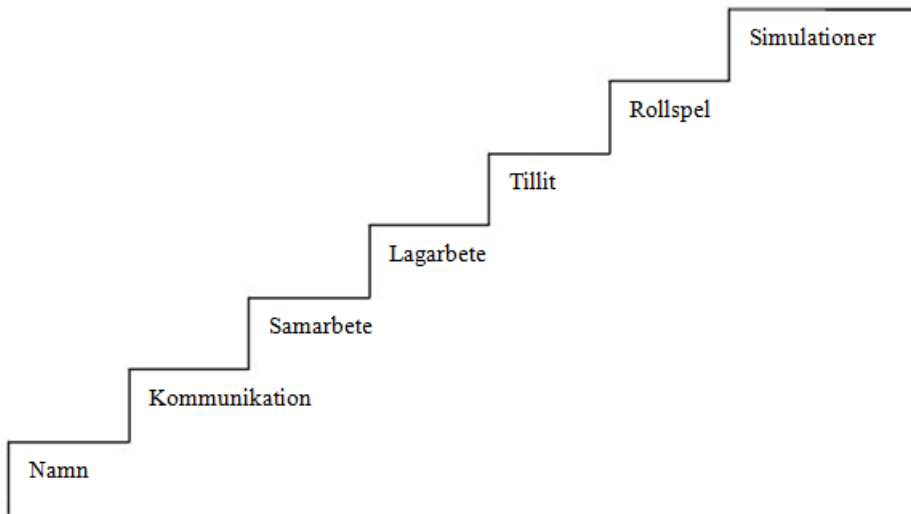 Simulationer
Rollspel
Tillit
Lagarbete
Samarbete
Kommunikation
Namn